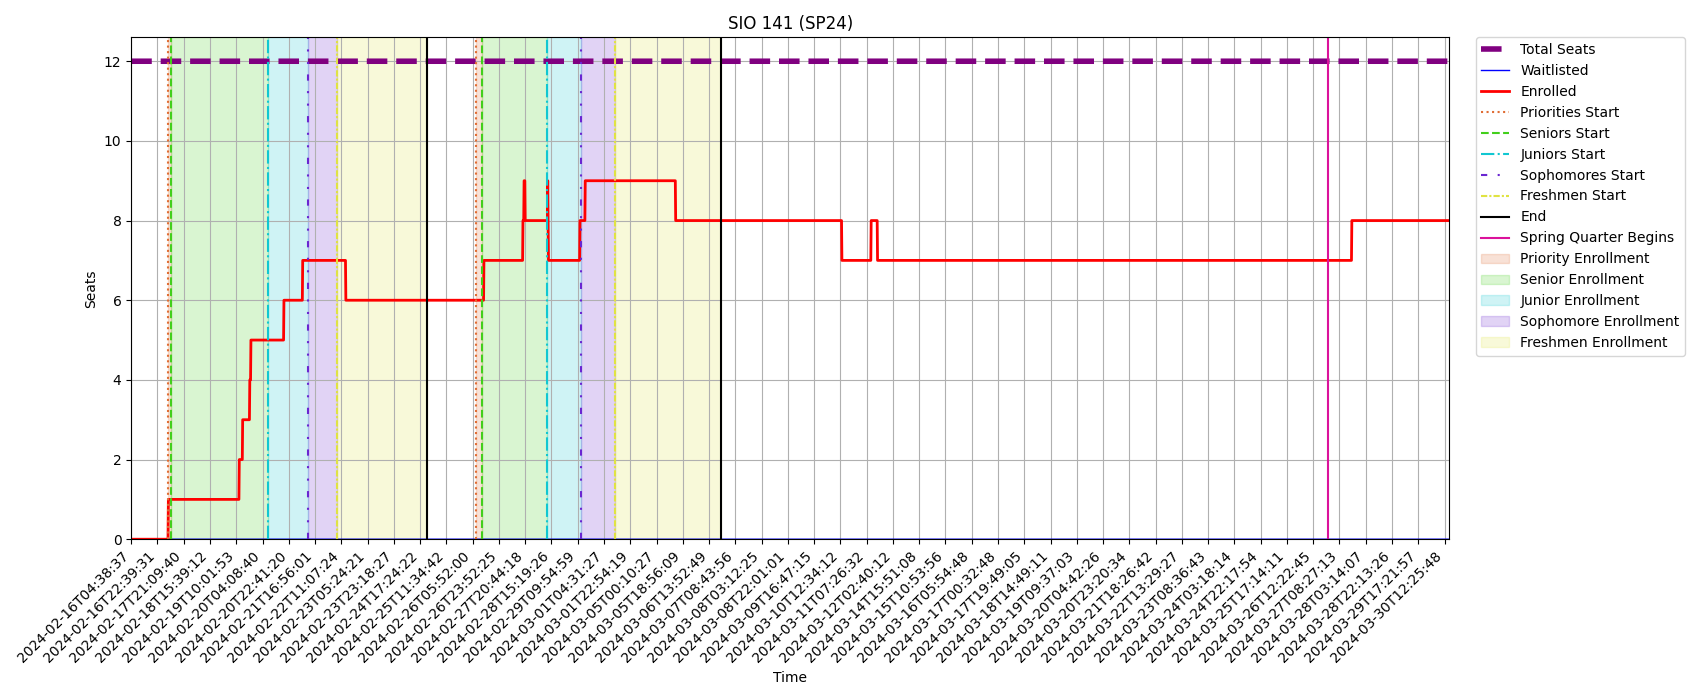 SIO 141 (SP24)
Seats
12
10
8
6
4
2
0
2024-02-16T04:38:37
2024-02-16T22:39:31
2024-02-17T21:09:40
2024-02-18T15:39:12
2024-02-19T10:01:53
2024-02-20T04:08:40
2024-02-20T22:41:20
2024-02-21T16:56:01
2024-02-22T11:07:24
2024-02-23T05:24:21
2024-02-23T23:18:27
2024-02-24T17:24:22
2024-02-25T11:34:42
2024-02-26T05:52:00
2024-02-26T23:52:25
2024-02-27T20:44:18
2024-02-28T15:19:26
2024-02-29T09:54:59
2024-03-01T04:31:27
2024-03-01T22:54:19
2024-03-05T00:10:27
2024-03-05T18:56:09
2024-03-06T13:52:49
2024-03-07T08:43:56
2024-03-08T03:12:25
2024-03-08T22:01:01
2024-03-09T16:47:15
2024-03-10T12:34:12
2024-03-11T07:26:32
2024-03-12T02:40:12
2024-03-14T15:51:08
2024-03-15T10:53:56
2024-03-16T05:54:48
2024-03-17T00:32:48
2024-03-17T19:49:05
2024-03-18T14:49:11
2024-03-19T09:37:03
2024-03-20T04:42:26
2024-03-20T23:20:34
2024-03-21T18:26:42
2024-03-22T13:29:27
2024-03-23T08:36:43
2024-03-24T03:18:14
2024-03-24T22:17:54
2024-03-25T17:14:11
2024-03-26T12:22:45
2024-03-27T08:27:13
2024-03-28T03:14:07
2024-03-28T22:13:26
2024-03-29T17:21:57
2024-03-30T12:25:48
Time
Total Seats
Waitlisted
Enrolled
Priorities Start
Seniors Start
Juniors Start
Sophomores Start
Freshmen Start
End
Spring Quarter Begins
Priority Enrollment
Senior Enrollment
Junior Enrollment
Sophomore Enrollment
Freshmen Enrollment